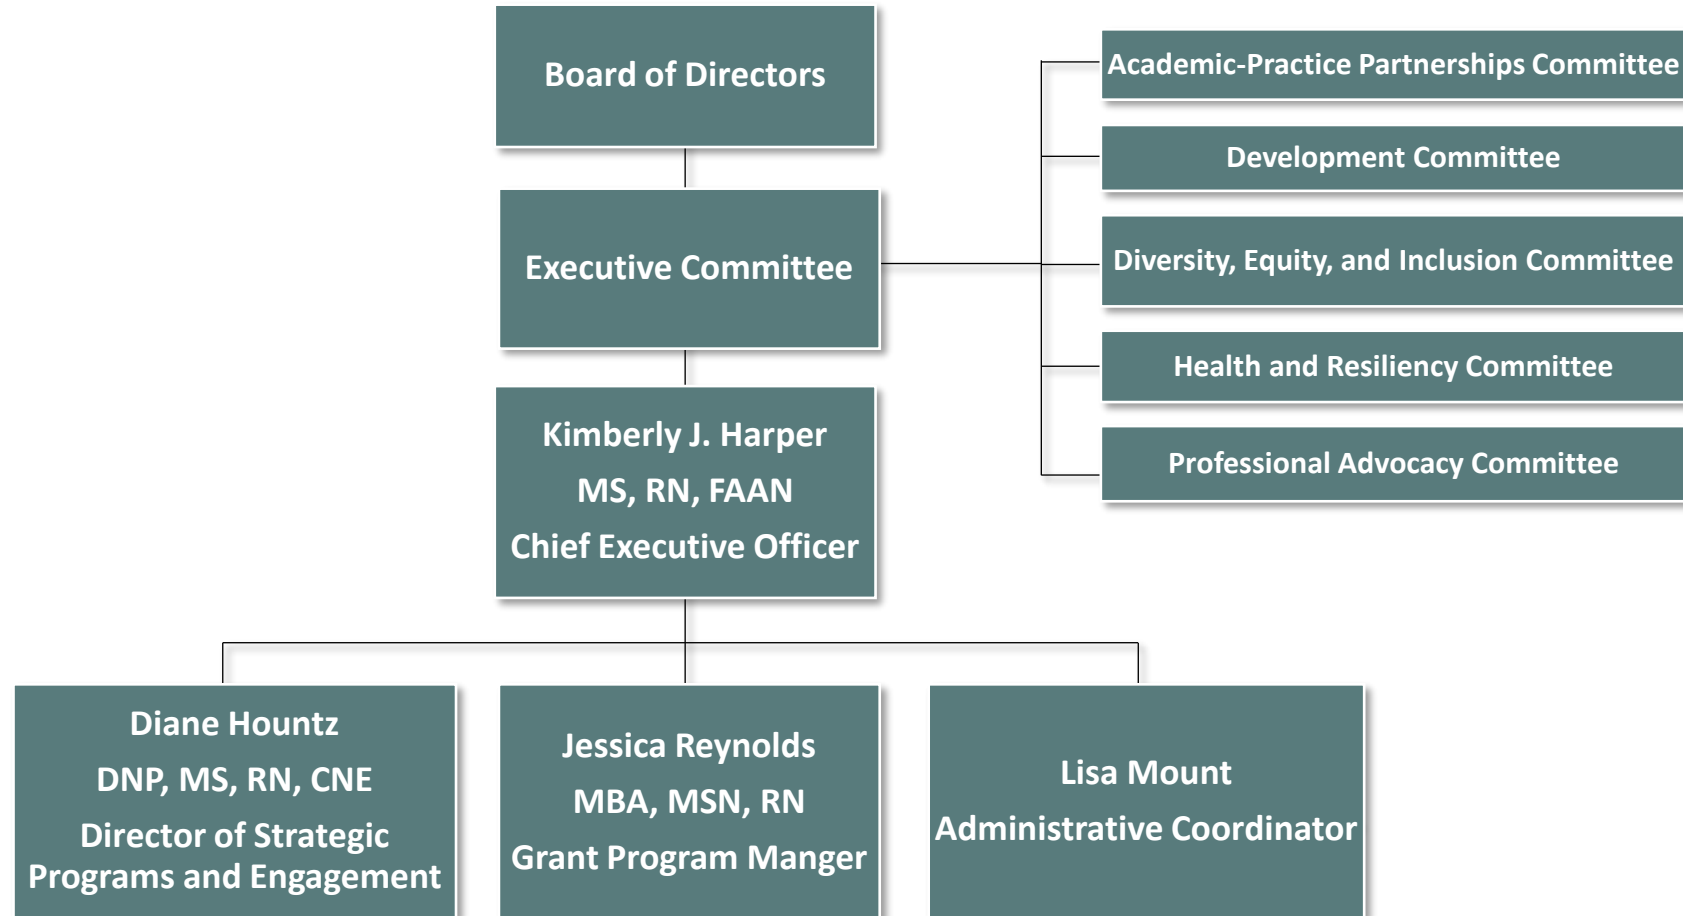 Board of Directors
Executive Committee
Academic-Practice Partnerships Committee
Development Committee
Diversity, Equity, and Inclusion Committee
Health and Resiliency Committee
Professional Advocacy Committee
Kimberly J. Harper
MS, RN, FAAN
Chief Executive Officer
Diane Hountz
DNP, MS, RN, CNE
Director of Strategic
Programs and Engagement
Jessica Reynolds
MBA, MSN, RN
Grant Program Manger
Lisa Mount
Administrative Coordinator